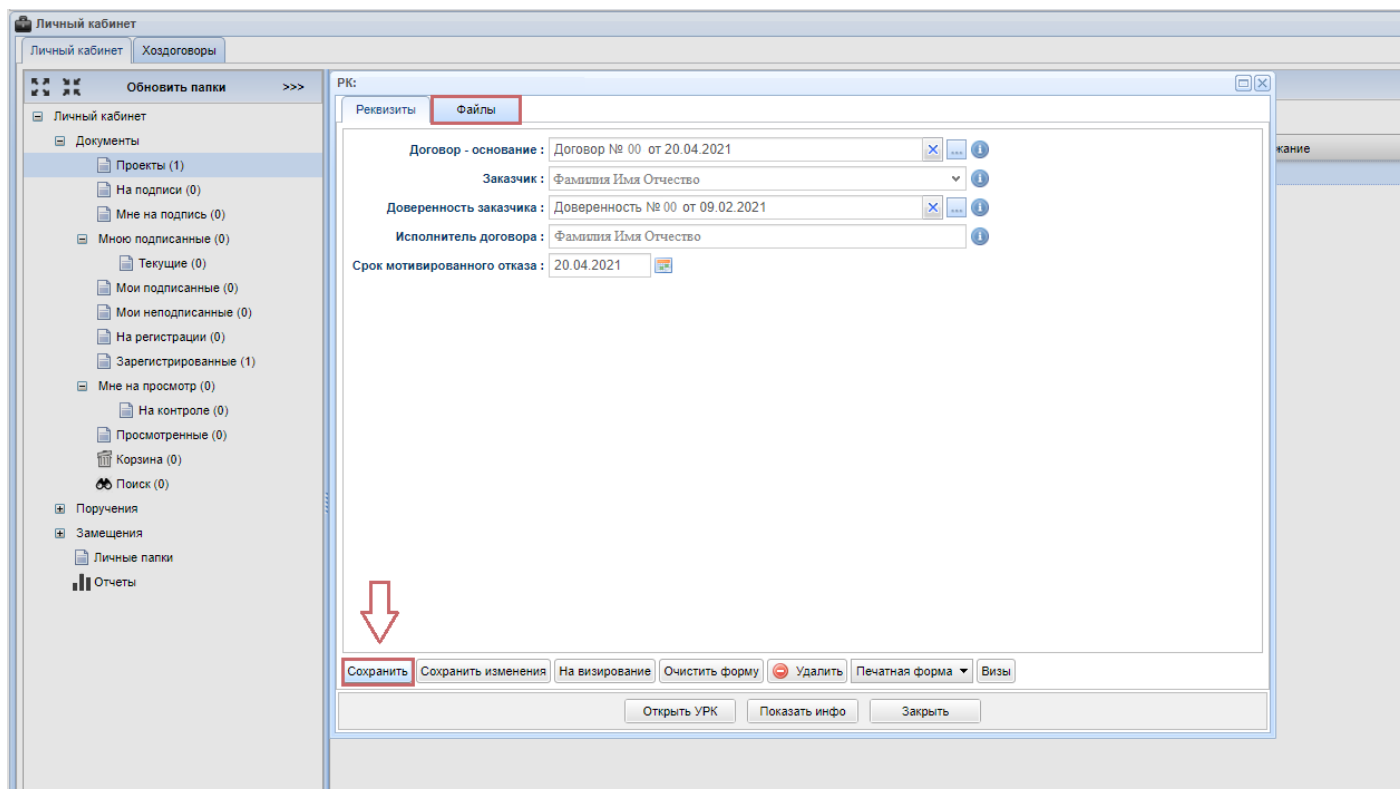 Личный кабинет
Личный кабинет Хоздоговоры
Обновить папки >>>
Личный кабинет
Документы
Проекты (1)
На подписи (0)
Мне на подпись (0)
Мною подписанные (0)
Текущие (0)
Мои подписанные (0)
Мои неподписанные (0)
На регистрации (0)
Зарегистрированные (1)
Мне на просмотр (0)
На контроле (0)
Просмотренные (0)
Корзина (0)
Поиск (0)
Поручения
Замещения
Личные папки
Отчеты
РК:
Реквизиты Файлы
Договор - основание : Договор № 00 от 20.04.2021
Заказчик : Фамилия Имя Отчество
Доверенность заказчика : Доверенность № 00 от 09.02.2021
Исполнитель договора : Фамилия Имя Отчество
Срок мотивированного отказа : 20.04.2021
жание
Сохранить Сохранить изменения На визирование Очистить форму Удалить Печатная форма Визы
Открыть УРК Показать инфо Закрыть